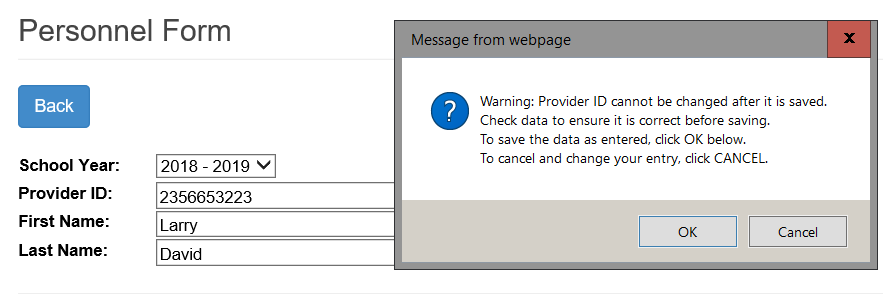 Personnel Form
Back
School Year: 2018 - 2019
Provider ID: 2356653223
First Name: Larry
Last Name: David
Message from webpage
x
?
Warning: Provider ID cannot be changed after it is saved.
Check data to ensure it is correct before saving.
To save the data as entered, click OK below.
To cancel and change your entry, click CANCEL.
OK Cancel